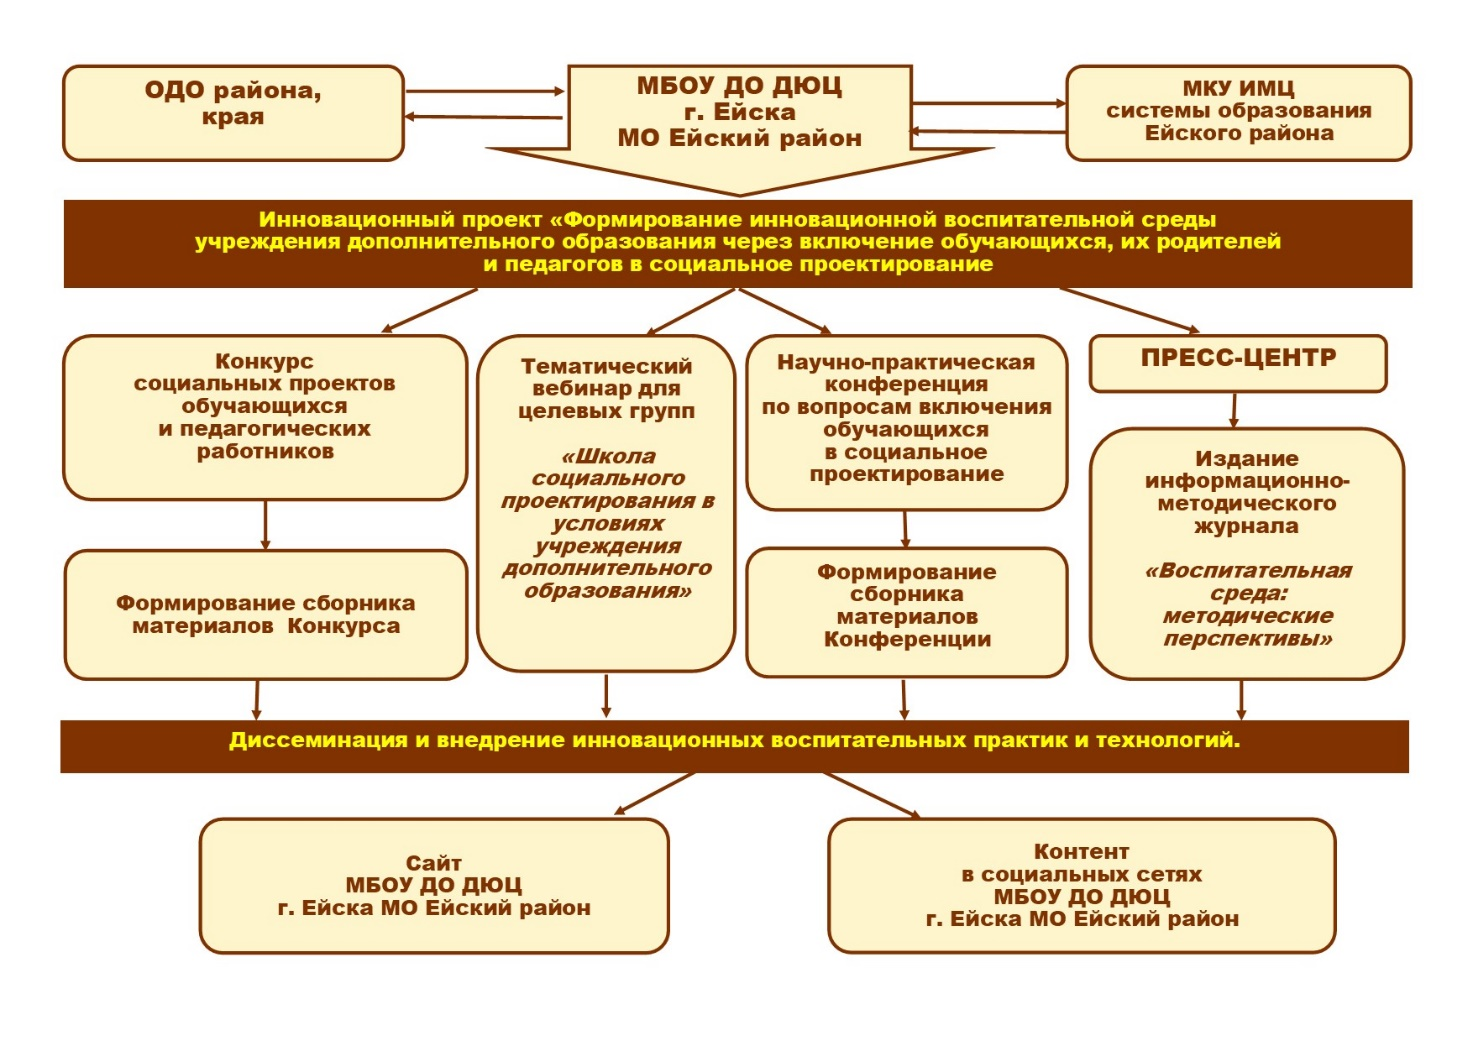 ОДО района,
края
МБОУ ДО ДЮЦ
г. Ейска
МО Ейский район
МКУ ИМЦ
системы образования
Ейского района
Инновационный проект «Формирование инновационной воспитательной среды
учреждения дополнительного образования через включение обучающихся, их родителей
и педагогов в социальное проектирование
Конкурс
социальных проектов
обучающихся
и педагогических
работников
Тематический
вебинар для
целевых групп
«Школа
социального
проектирования в
условиях
учреждения
дополнительного
образования»
Научно-практическая
конференция
по вопросам включения
обучающихся
в социальное
проектирование
ПРЕСС-ЦЕНТР
Издание
информационно-
методического
журнала
«Воспитательная
среда:
методические
перспективы»
Формирование сборника
материалов  Конкурса
Формирование
сборника
материалов
Конференции
Диссеминация и внедрение инновационных воспитательных практик и технологий.
Сайт
МБОУ ДО ДЮЦ
г. Ейска МО Ейский район
Контент
в социальных сетях
МБОУ ДО ДЮЦ
г. Ейска МО Ейский район